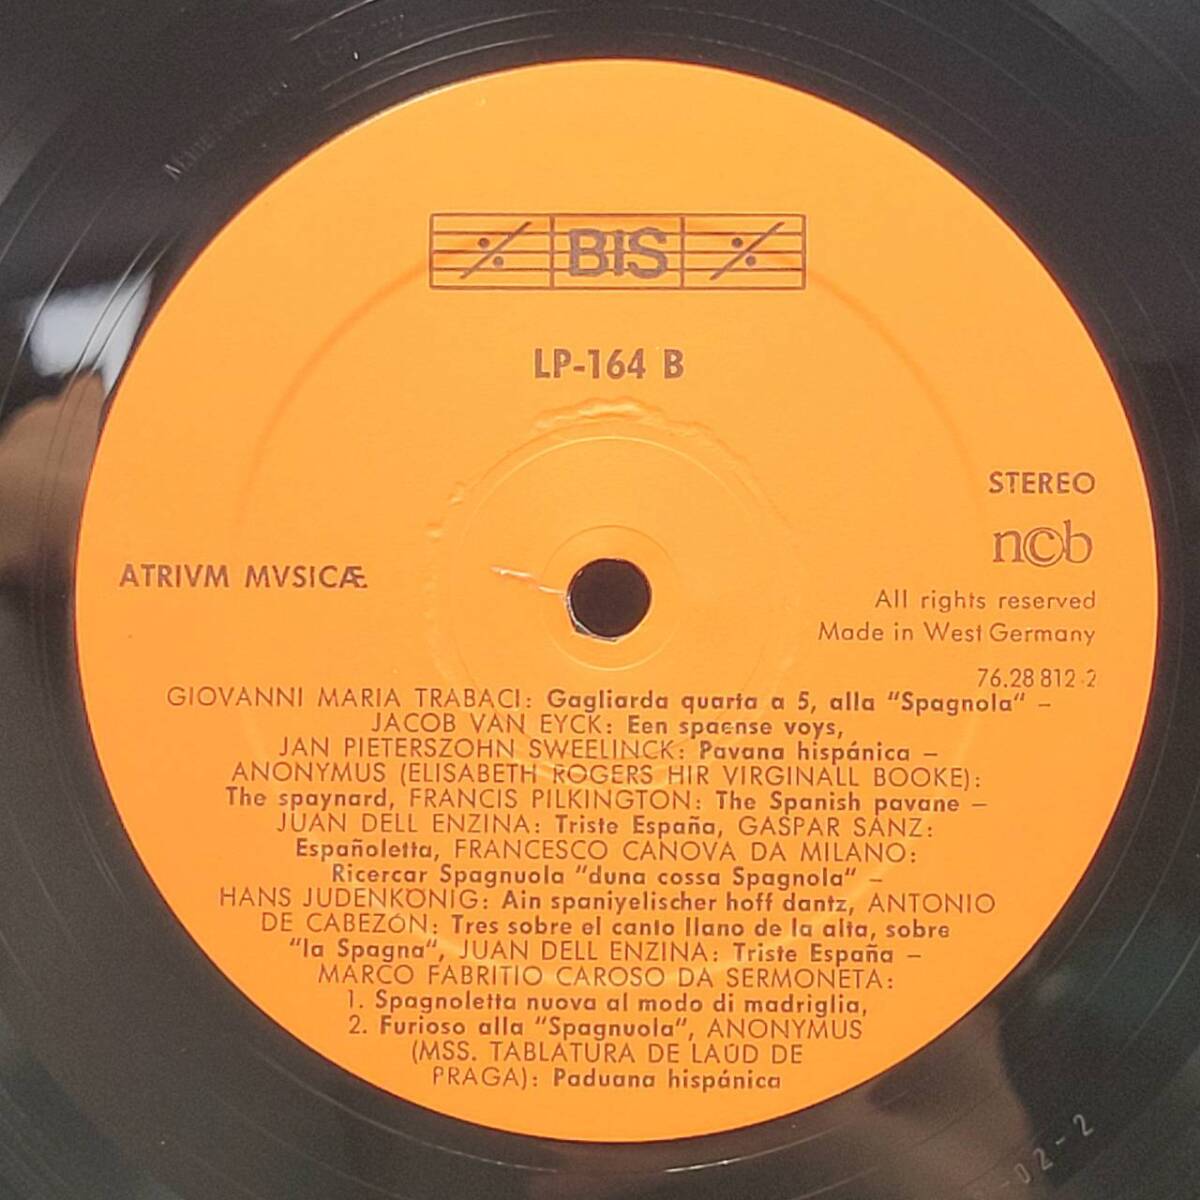 BIS
LP-164 B
STEREO
ncb
ATRIVM MVSICÆ
All rights reserved
Made in West Germany
76.28 812-2
GIOVANNI MARIA TRABACI: Gagliarda quarta a 5, alla “Spagnola“ –
JACOB VAN EYCK: Een spaense voys,
JAN PIETERSZOHN SWEELINCK: Pavana hispánica –
ANONYMUS (ELISABETH ROGERS HIR VIRGINALL BOOKE):
The spaynard, FRANCIS PILKINGTON: The Spanish pavane –
JUAN DELL ENZINA: Triste España, GASPAR SANZ:
Españoletta, FRANCESCO CANOVA DA MILANO:
Ricercar Spagnuola “duna cossa Spagnola“ –
HANS JUDENKÖNIG: Ain spaniyelischer hoff dantz, ANTONIO
DE CABEZÓN: Tres sobre el canto llano de la alta, sobre
“la Spagna“, JUAN DELL ENZINA: Triste España –
MARCO FABRITIO CAROSO DA SERMONETA:
1. Spagnoletta nuova al modo di madriglia,
2. Furioso alla “Spagnuola“, ANONYMUS
(MSS. TABLATURA DE LAÚD DE
PRAGA): Paduana hispánica
02-2